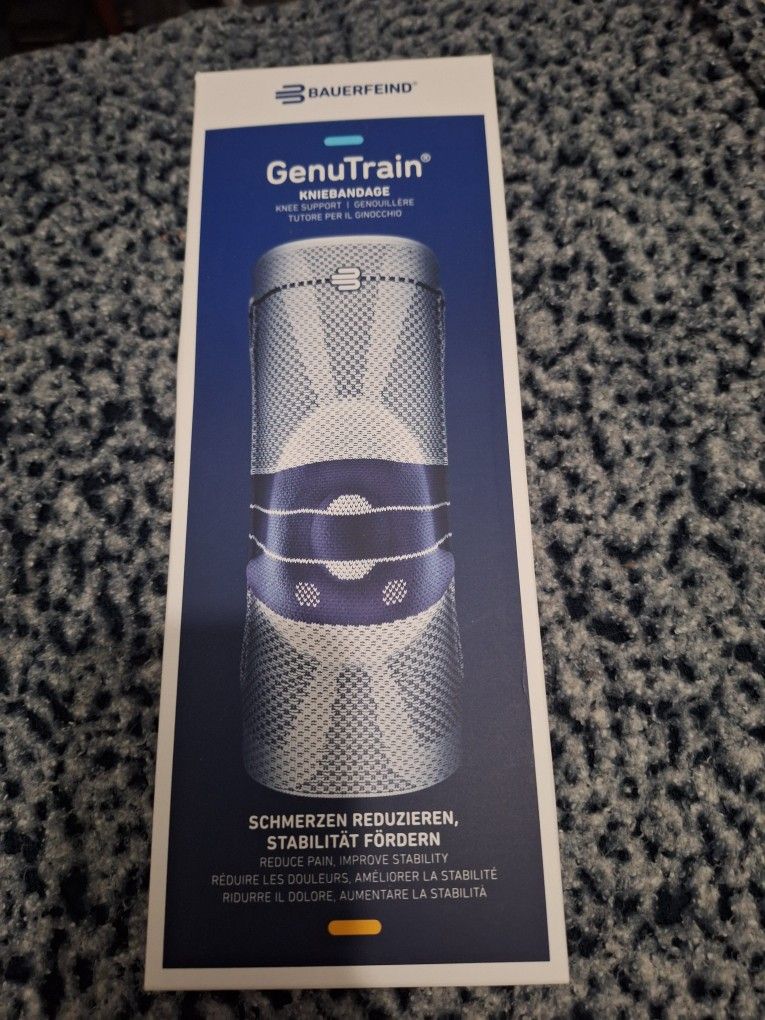 BAUERFEIND®
GenuTrain®
KNIEBANDAGE
KNEE SUPPORT | GENOUILLÈRE
TUTORE PER IL GINOCCHIO
SCHMERZEN REDUZIEREN,
STABILITÄT FÖRDERN
REDUCE PAIN, IMPROVE STABILITY
RÉDUIRE LES DOULEURS, AMÉLIORER LA STABILITÉ
RIDURRE IL DOLORE, AUMENTARE LA STABILITÀ